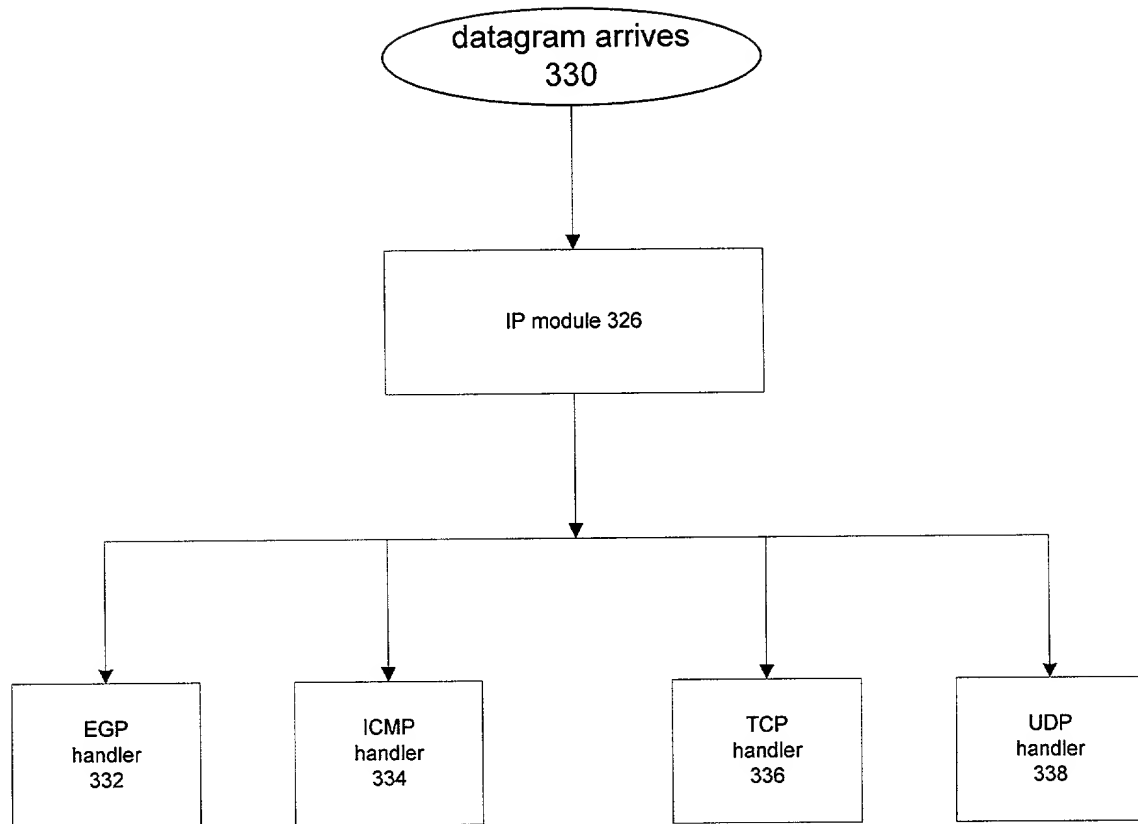 datagram arrives
330
IP module 326
EGP
handler
332
ICMP
handler
334
TCP
handler
336
UDP
handler
338